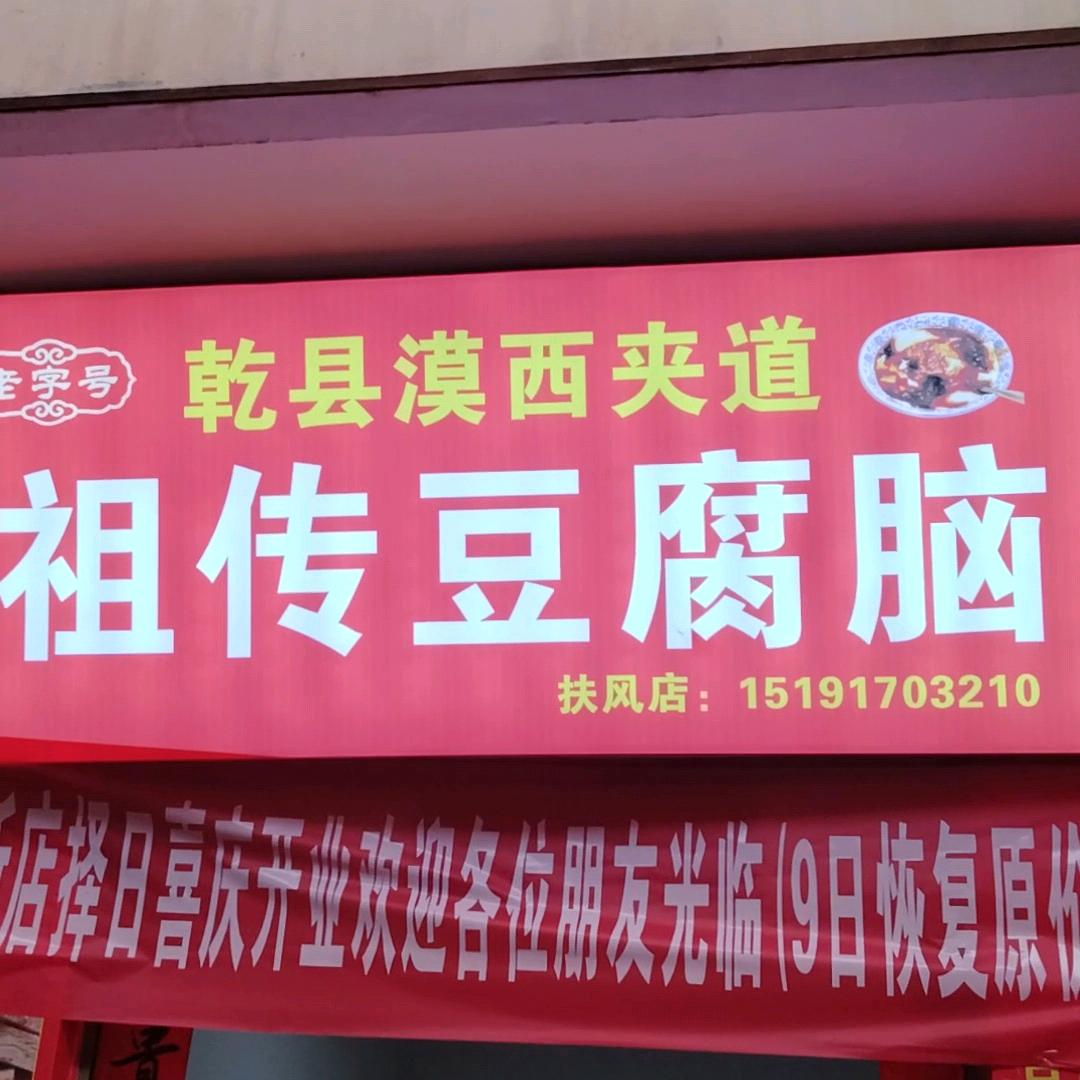 老字号
乾县漠西夹道
祖传豆腐脑
扶风店：15191703210
店择日喜庆开业欢迎各位朋友光临(9日恢复原价